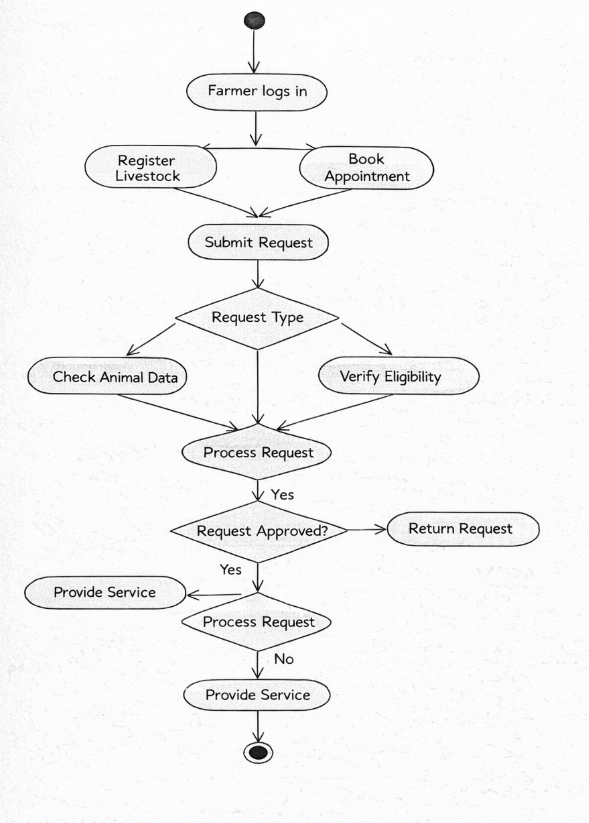 Farmer logs in
Register
Livestock
Book
Appointment
Submit Request
Request Type
Check Animal Data
Verify Eligibility
Process Request
Yes
Request Approved?
Return Request
Yes
Provide Service
Process Request
No
Provide Service